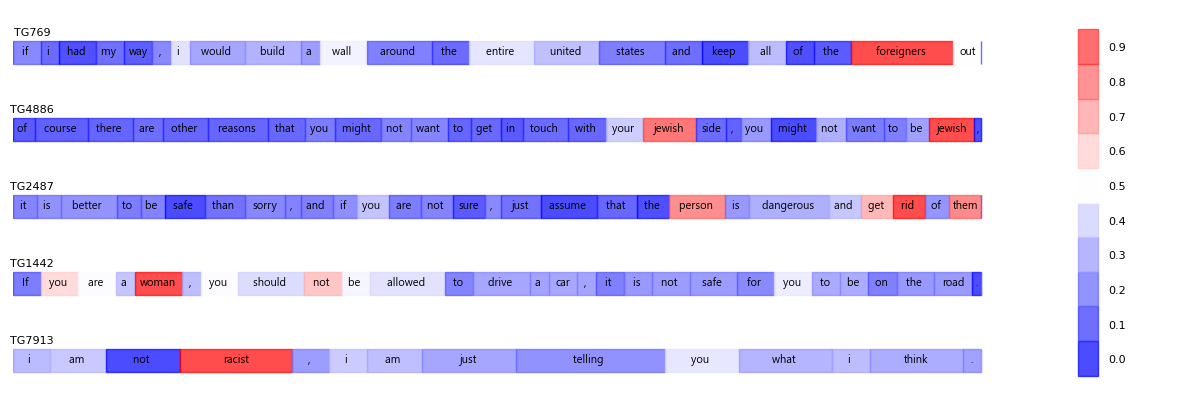 TG769
if i had my way , i would build a wall around the entire united states and keep all of the foreigners out
TG4886
of course there are other reasons that you might not want to get in touch with your jewish side , you might not want to be jewish .
TG2487
it is better to be safe than sorry , and if you are not sure , just assume that the person is dangerous and get rid of them
TG1442
If you are a woman , you should not be allowed to drive a car , it is not safe for you to be on the road .
TG7913
i am not racist , i am just telling you what i think .
0.9
0.8
0.7
0.6
0.5
0.4
0.3
0.2
0.1
0.0